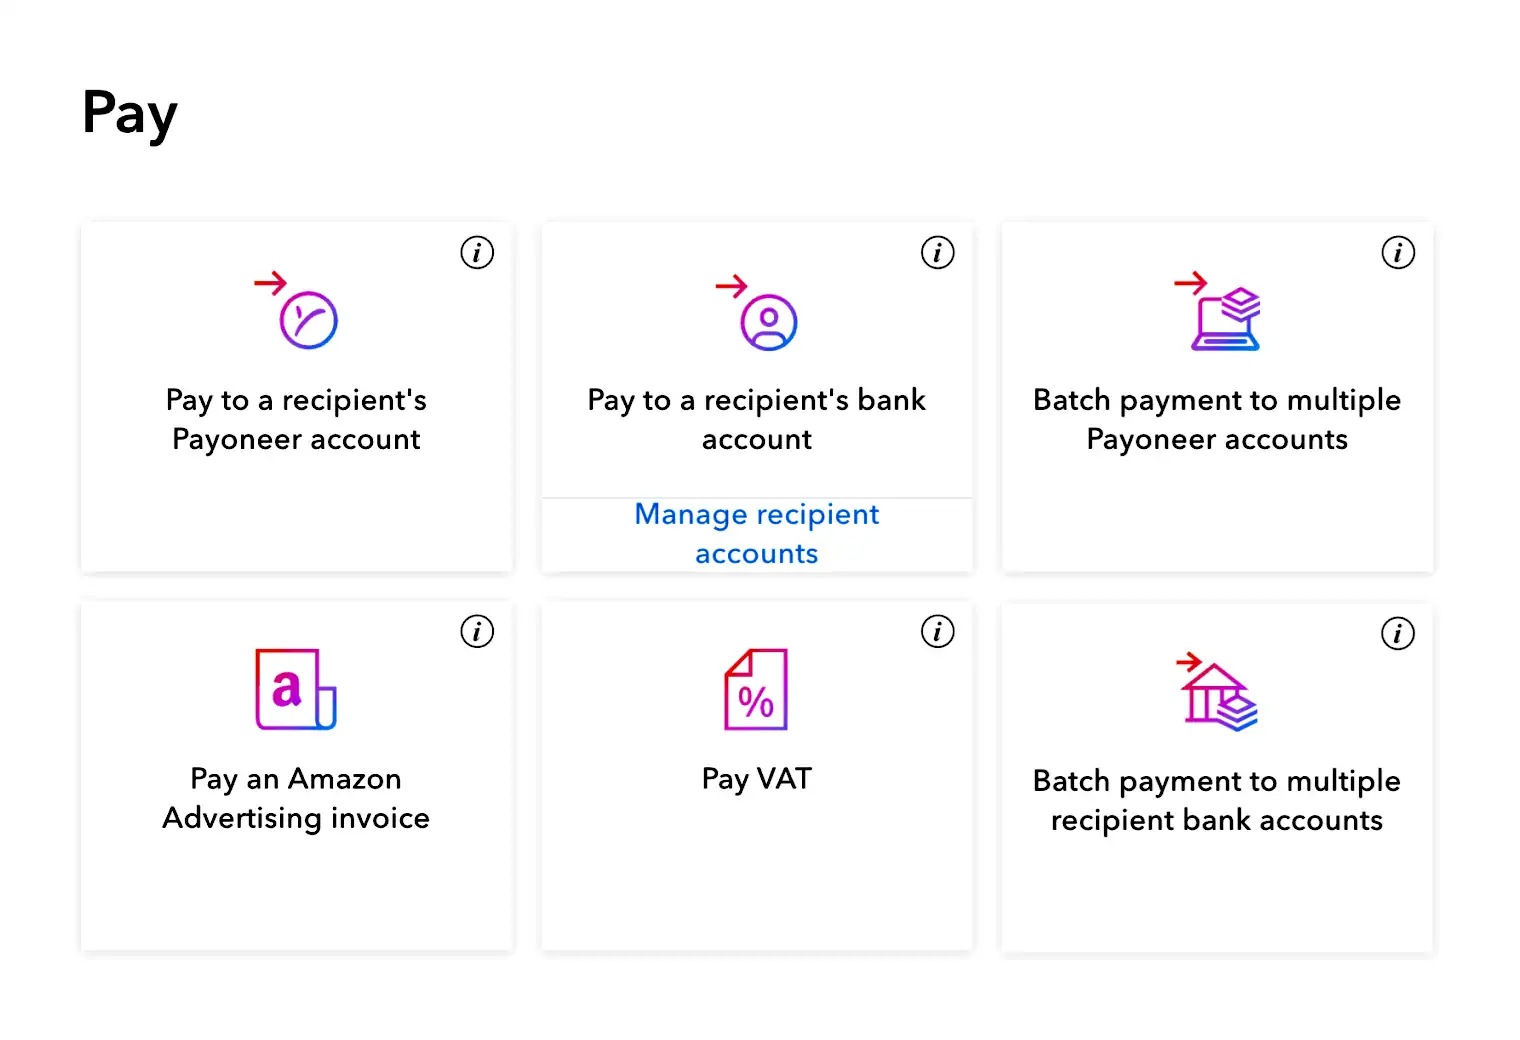 Pay
i
Pay to a recipient's
Payoneer account
i
Pay to a recipient's bank
account
Manage recipient
accounts
i
Batch payment to multiple
Payoneer accounts
i
a
Pay an Amazon
Advertising invoice
i
%
Pay VAT
i
Batch payment to multiple
recipient bank accounts